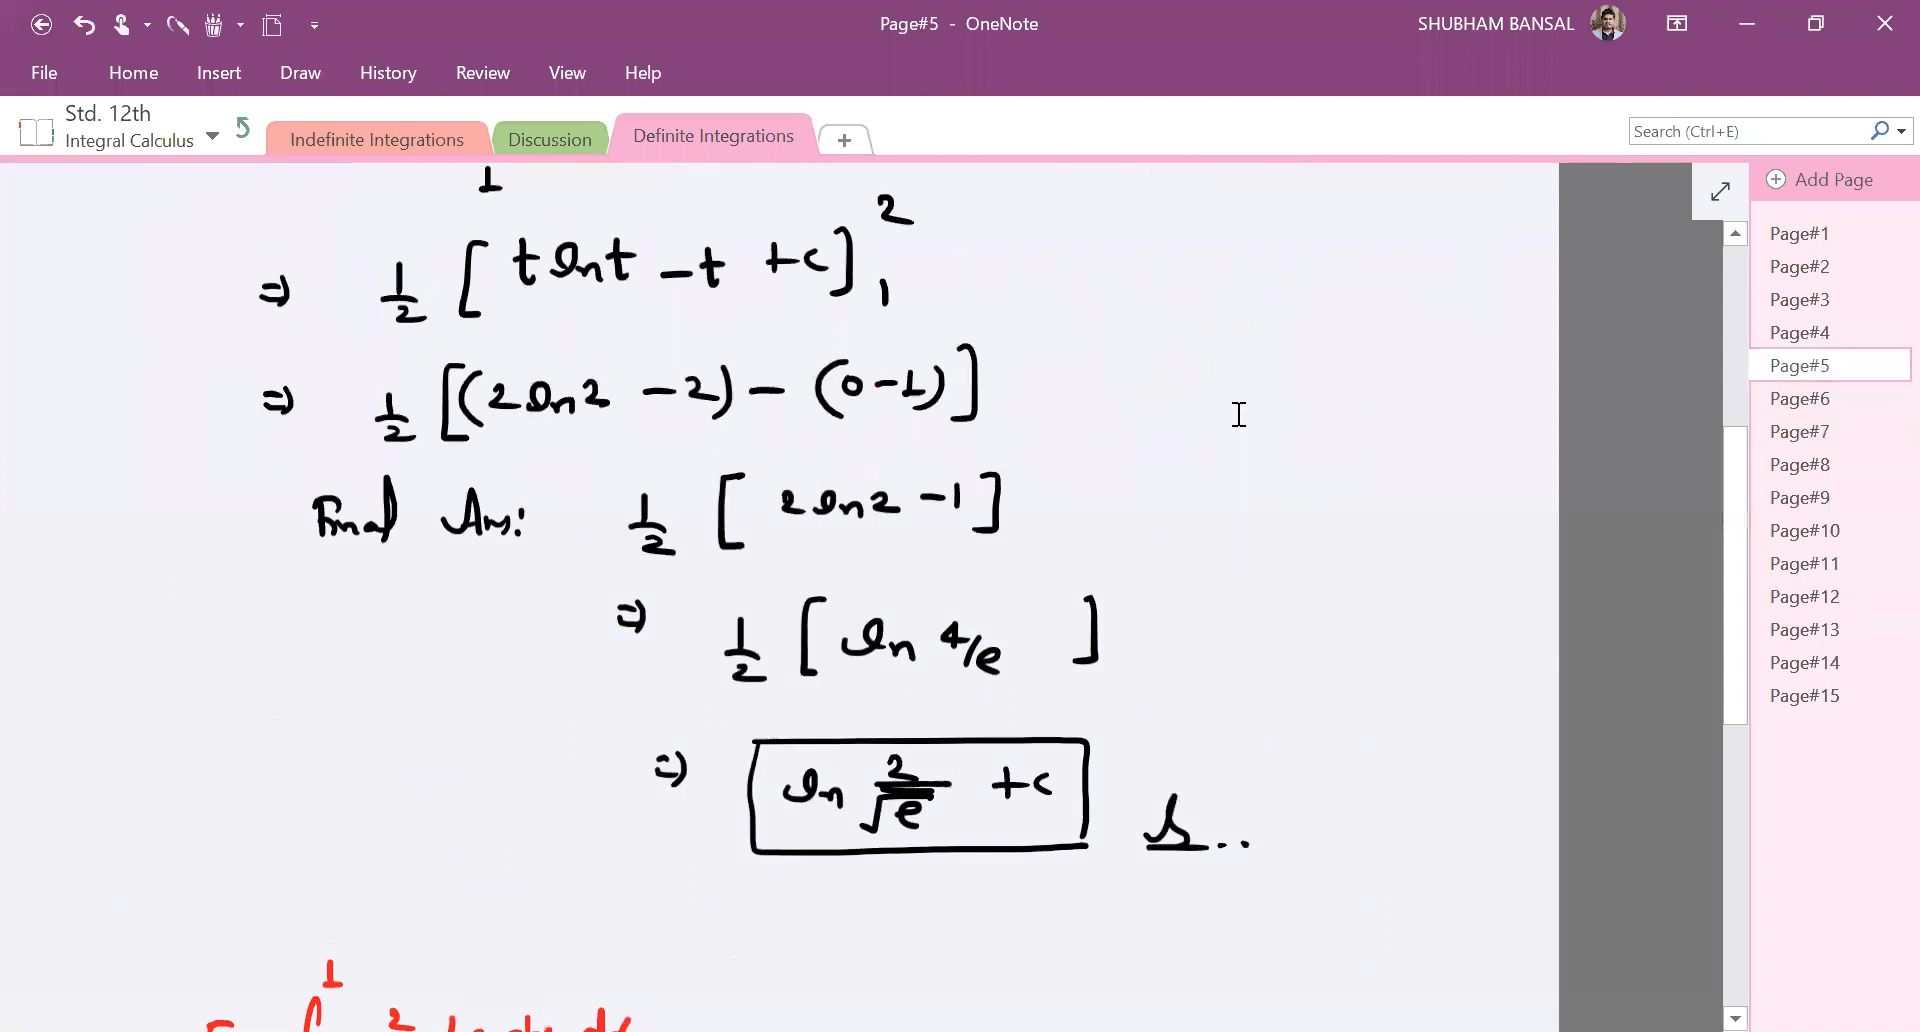 Page#5 - OneNote
SHUBHAM BANSAL
File Home Insert Draw History Review View Help
Std. 12th
Integral Calculus
Indefinite Integrations Discussion Definite Integrations +
Search (Ctrl+E)
1
⇒ 1/2 [t ln t - t + c]₁²
⇒ 1/2 [(2 ln 2 - 2) - (0 - 1)]
Final Ans: 1/2 [2 ln 2 - 1]
⇒ 1/2 [ln 4/e ]
⇒ ln 2/√e + c
1
2
Add Page
Page#1
Page#2
Page#3
Page#4
Page#5
Page#6
Page#7
Page#8
Page#9
Page#10
Page#11
Page#12
Page#13
Page#14
Page#15